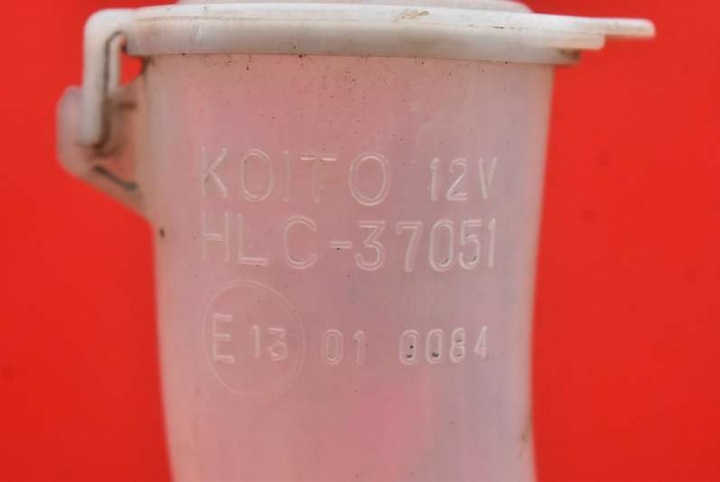 KOITO 12V
HLC-37051
E 13 01 0084